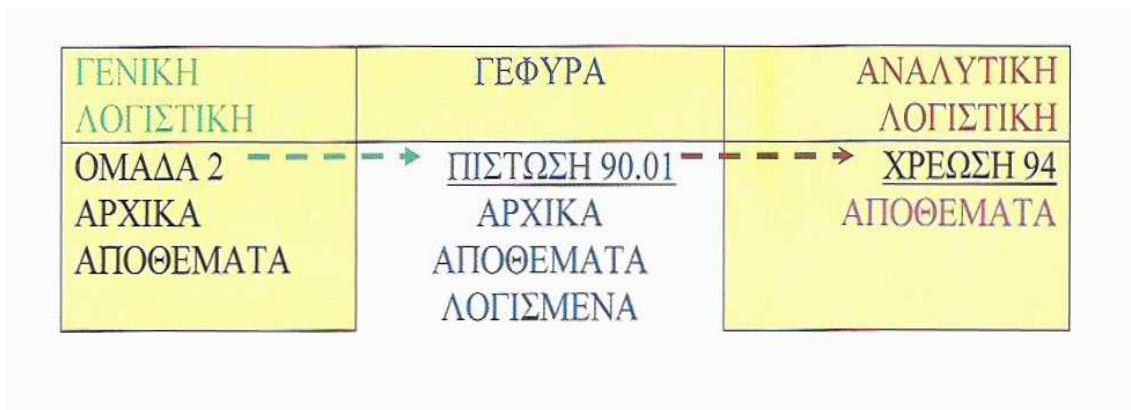 ΓΕΝΙΚΗ
ΛΟΓΙΣΤΙΚΗ
ΓΕΦΥΡΑ
ΑΝΑΛΥΤΙΚΗ
ΛΟΓΙΣΤΙΚΗ
ΟΜΑΔΑ 2
ΑΡΧΙΚΑ
ΑΠΟΘΕΜΑΤΑ
ΠΙΣΤΩΣΗ 90.01
ΑΡΧΙΚΑ
ΑΠΟΘΕΜΑΤΑ
ΛΟΓΙΣΜΕΝΑ
ΧΡΕΩΣΗ 94
ΑΠΟΘΕΜΑΤΑ